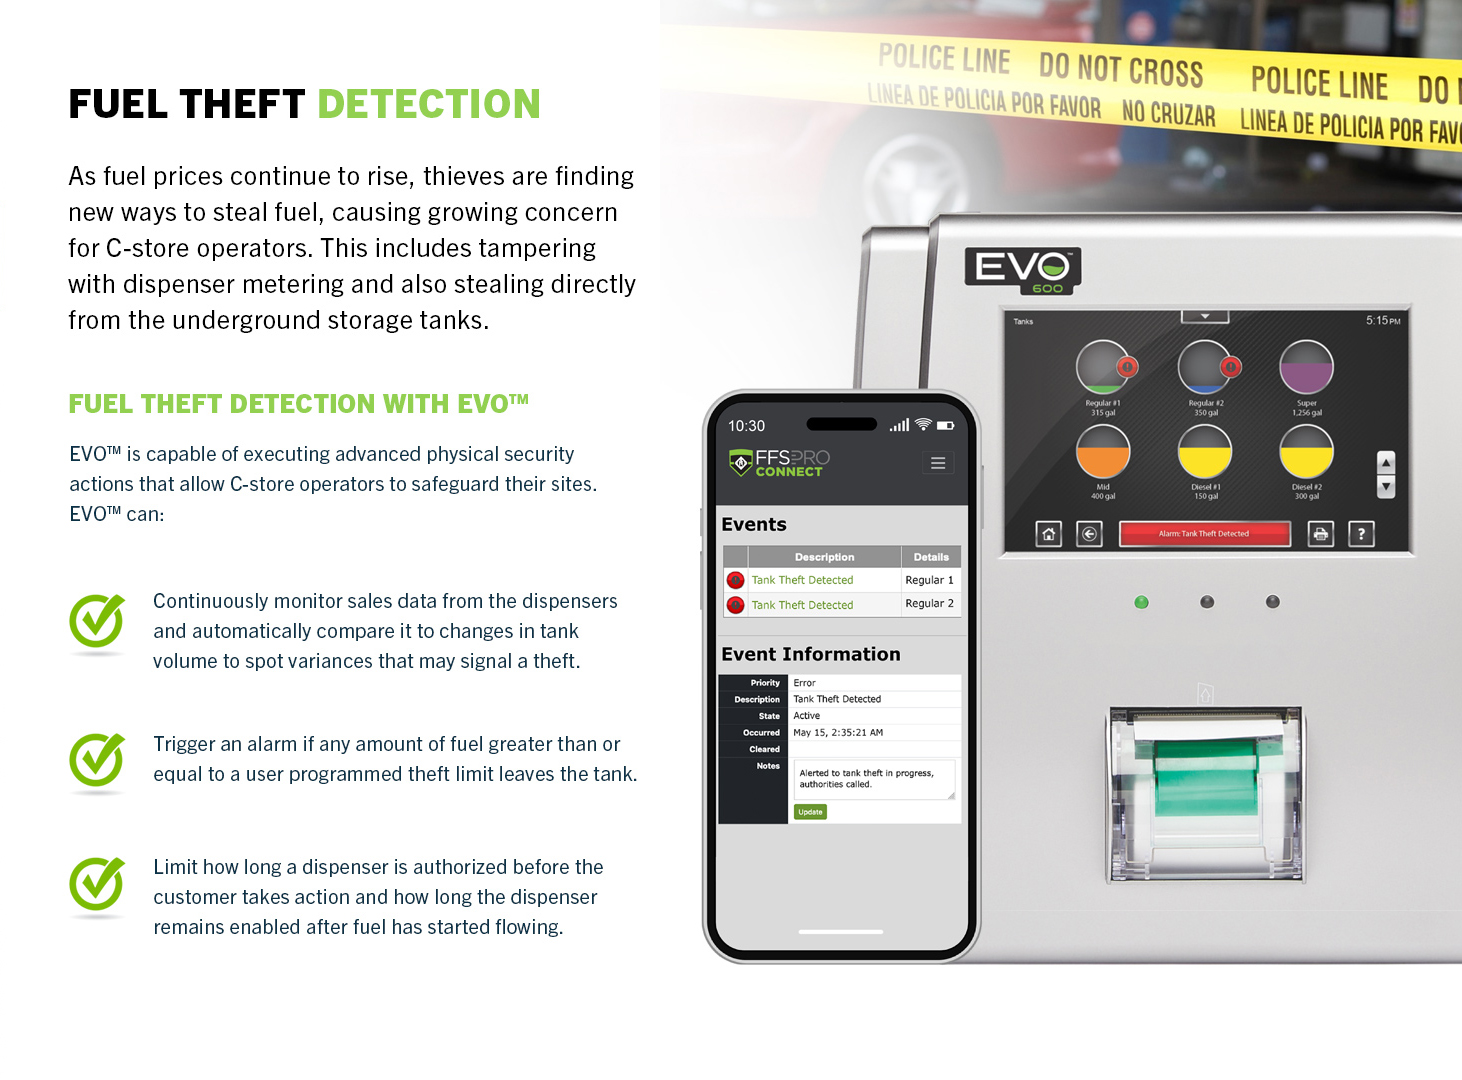 FUEL THEFT DETECTION
As fuel prices continue to rise, thieves are finding
new ways to steal fuel, causing growing concern
for C-store operators. This includes tampering
with dispenser metering and also stealing directly
from the underground storage tanks.
FUEL THEFT DETECTION WITH EVO™
EVO™ is capable of executing advanced physical security
actions that allow C-store operators to safeguard their sites.
EVO™ can:
Continuously monitor sales data from the dispensers
and automatically compare it to changes in tank
volume to spot variances that may signal a theft.
Trigger an alarm if any amount of fuel greater than or
equal to a user programmed theft limit leaves the tank.
Limit how long a dispenser is authorized before the
customer takes action and how long the dispenser
remains enabled after fuel has started flowing.
POLICE LINE DO NOT CROSS POLICE LINE DO
LINEA DE POLICIA POR FAVOR NO CRUZAR LINEA DE POLICIA POR FAV
EVO™
600
Tanks 5:15 PM
Regular #1 Regular #2 Super
315 gal 350 gal 1,256 gal
Mid Diesel #1 Diesel #2
400 gal 150 gal 300 gal
Alarm: Tank Theft Detected ?
10:30
FFSPRO
CONNECT
Events
Description Details
Tank Theft Detected Regular 1
Tank Theft Detected Regular 2
Event Information
Priority Error
Description Tank Theft Detected
State Active
Occurred May 15, 2:35:21 AM
Cleared
Notes Alerted to tank theft in progress,
authorities called.
Update